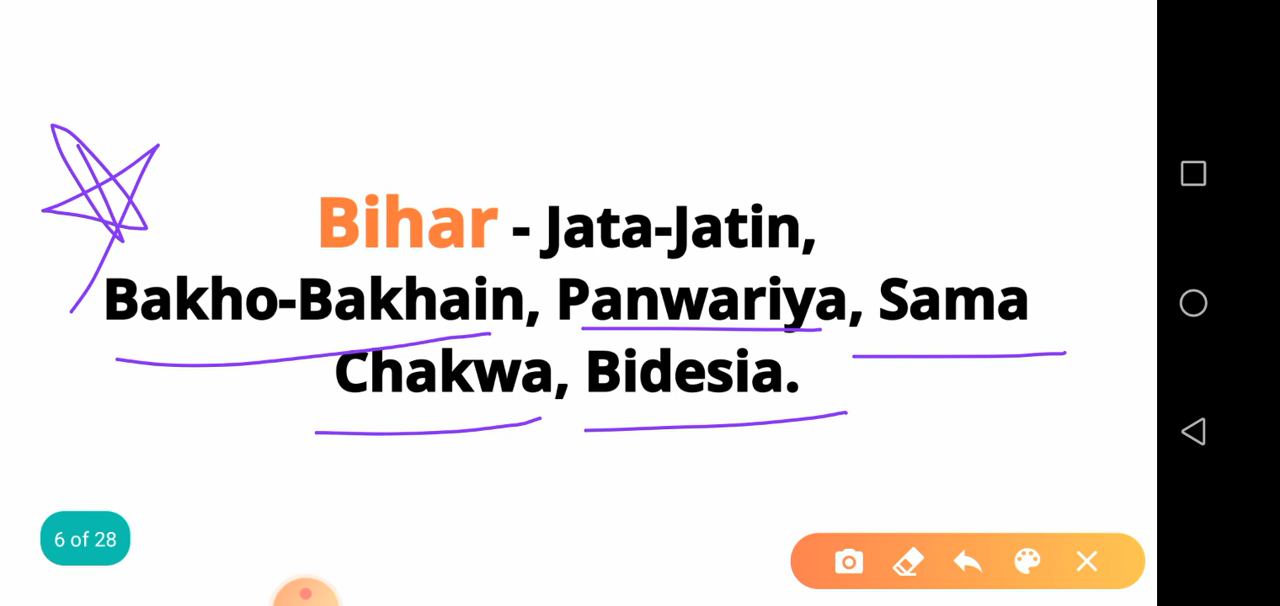 Bihar - Jata-Jatin,
Bakho-Bakhain, Panwariya, Sama
Chakwa, Bidesia.
6 of 28